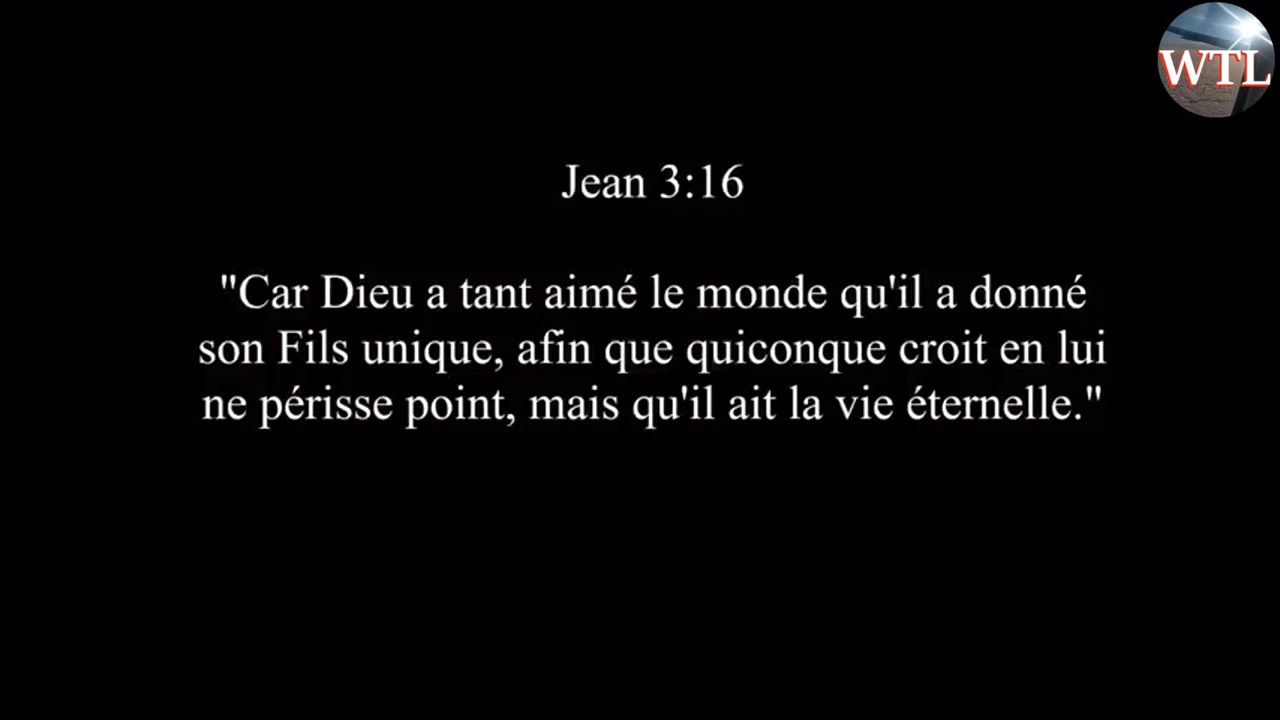 WTL
Jean 3:16
"Car Dieu a tant aimé le monde qu'il a donné
son Fils unique, afin que quiconque croit en lui
ne périsse point, mais qu'il ait la vie éternelle."